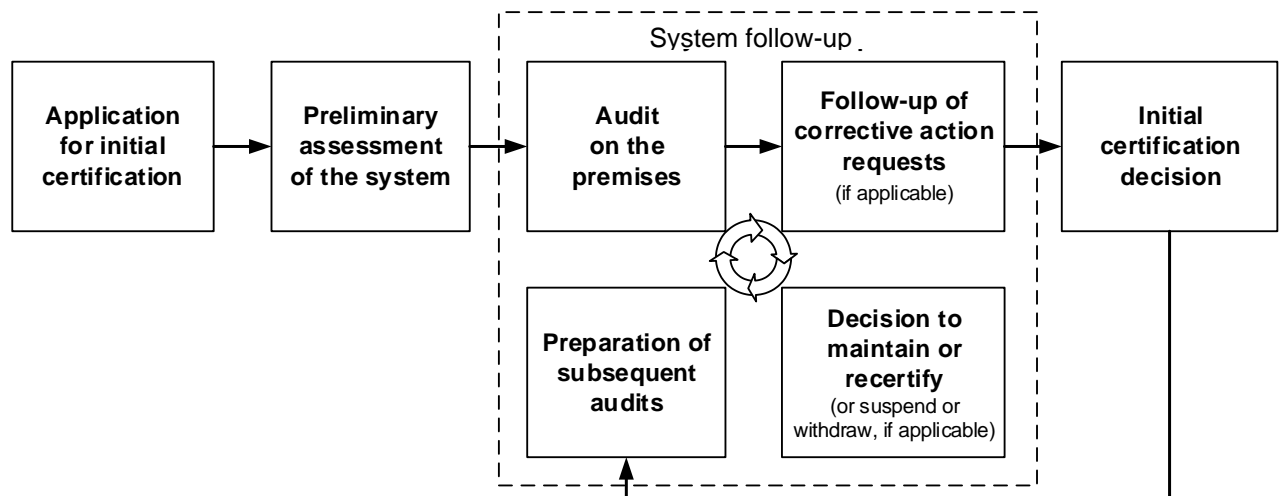 System follow-up
Application
for initial
certification
Preliminary
assessment
of the system
Audit
on the
premises
Follow-up of
corrective action
requests
(if applicable)
Initial
certification
decision
Preparation of
subsequent
audits
Decision to
maintain or
recertify
(or suspend or
withdraw, if applicable)